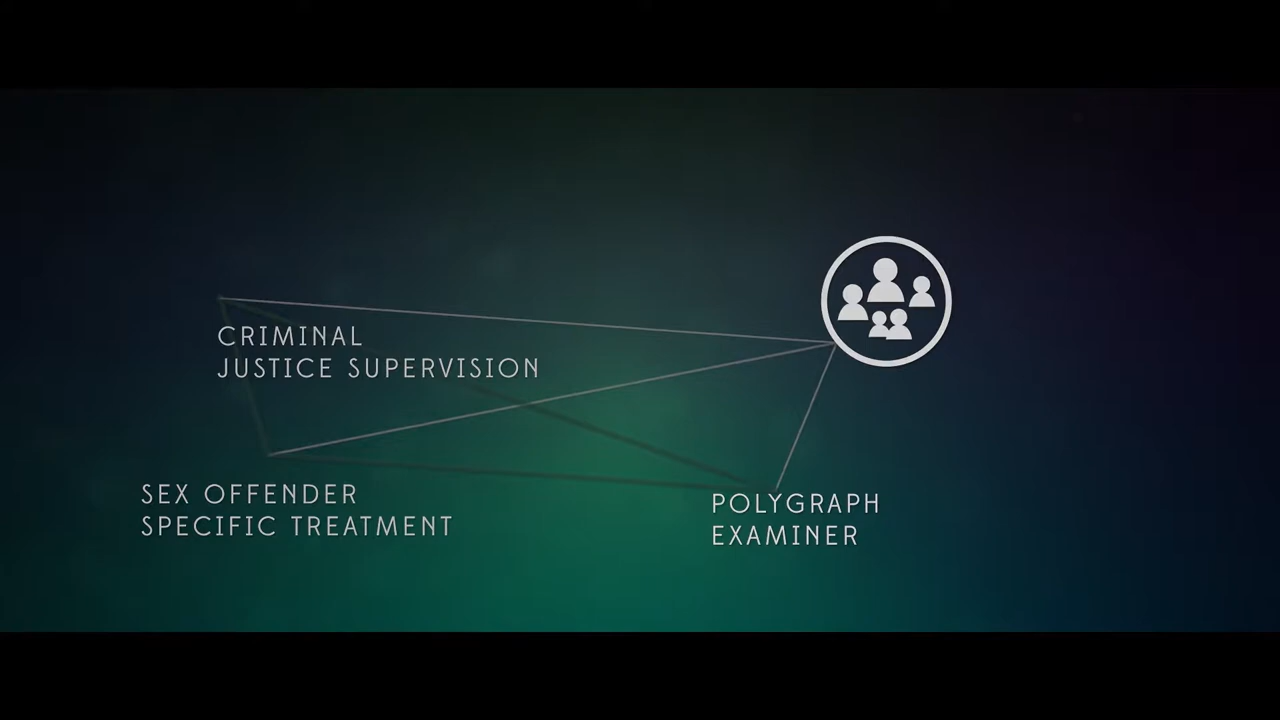 CRIMINAL
JUSTICE SUPERVISION
SEX OFFENDER
SPECIFIC TREATMENT
POLYGRAPH
EXAMINER